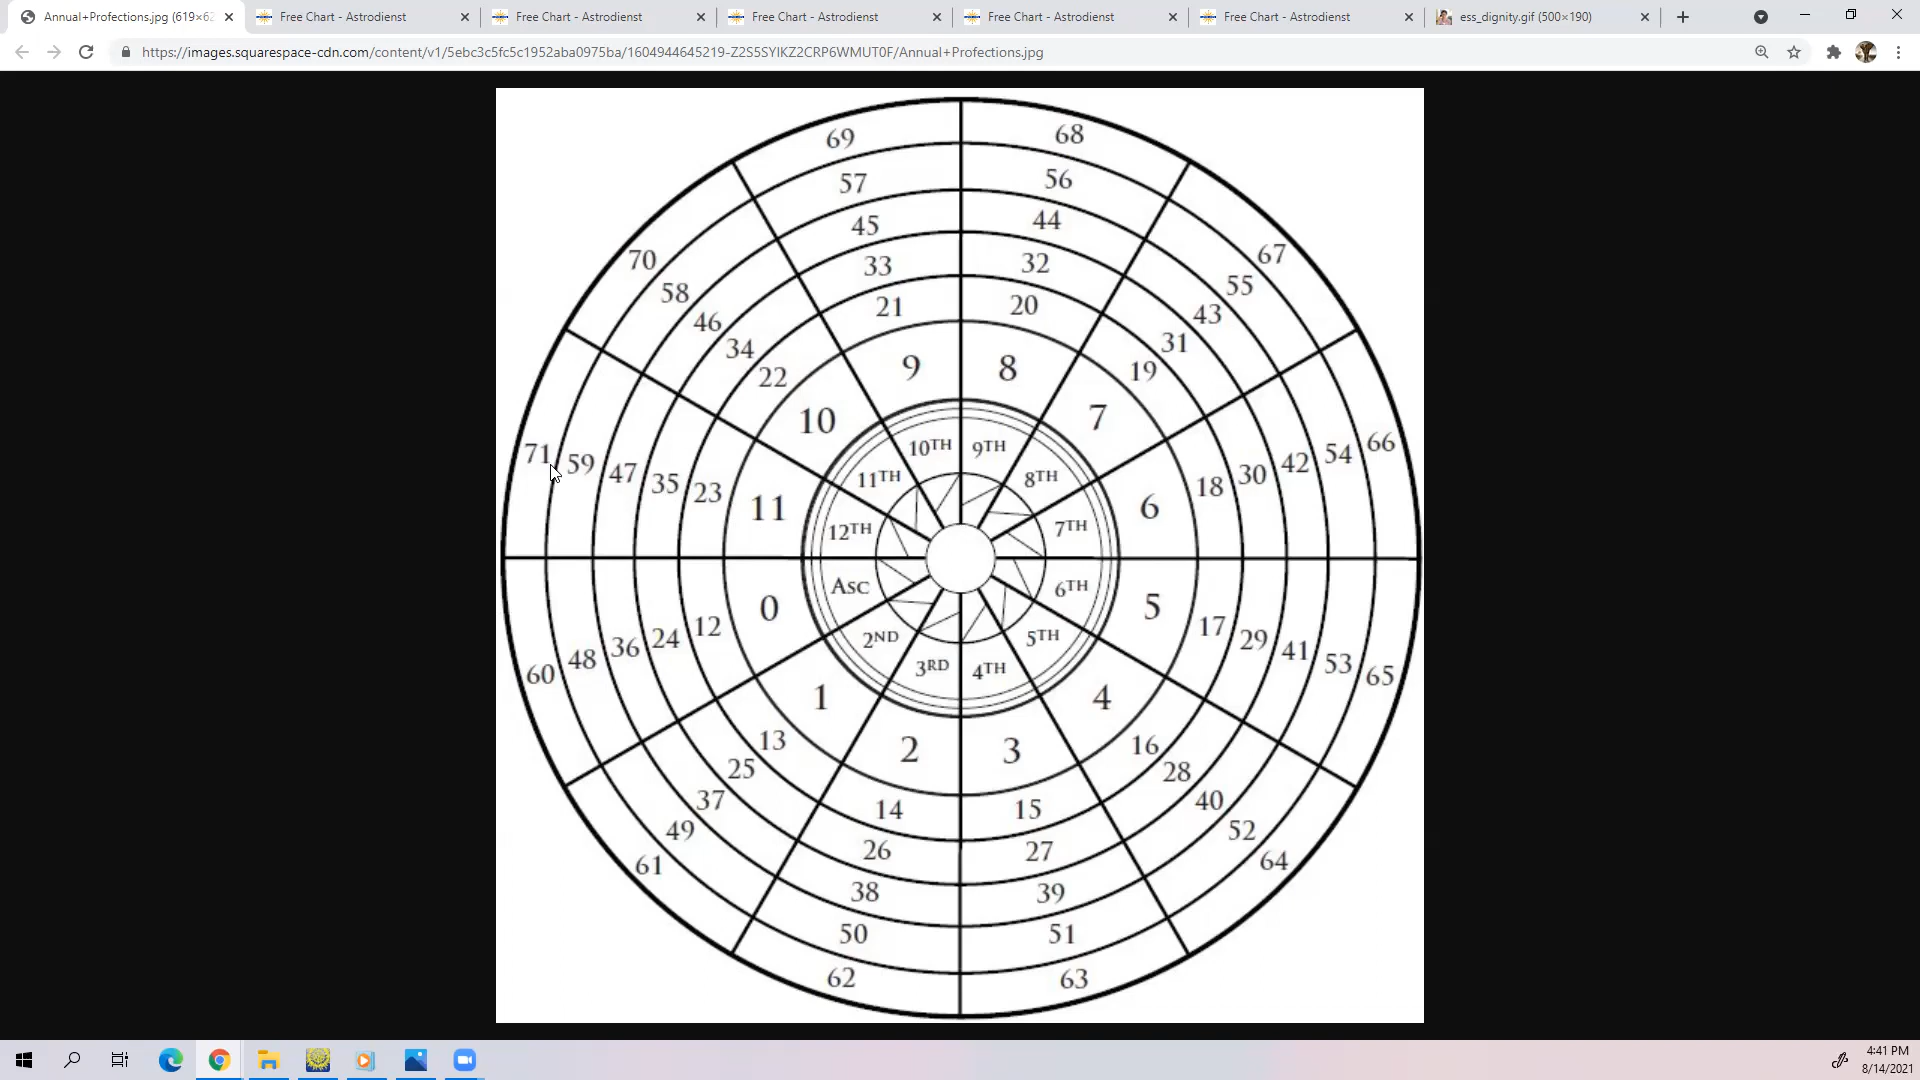 Annual+Profections.jpg (619×62
Free Chart - Astrodienst
Free Chart - Astrodienst
Free Chart - Astrodienst
Free Chart - Astrodienst
Free Chart - Astrodienst
ess_dignity.gif (500×190)
https://images.squarespace-cdn.com/content/v1/5ebc3c5fc5c1952aba0975ba/1604944645219-Z2S5SYIKZ2CRP6WMUT0F/Annual+Profections.jpg
69 68
57 56
45 44
33 32
21 20
9 8
70 58 46 34 22 10
67 55 43 31 19 7
10TH 9TH
11TH 8TH
12TH 7TH
71 59 47 35 23 11
6 18 30 42 54 66
ASC 6TH
2ND 5TH
3RD 4TH
60 48 36 24 12 0
5 17 29 41 53 65
1 13 25 37 49 61
4 16 28 40 52 64
2 3
14 15
26 27
38 39
50 51
62 63
4:41 PM
8/14/2021